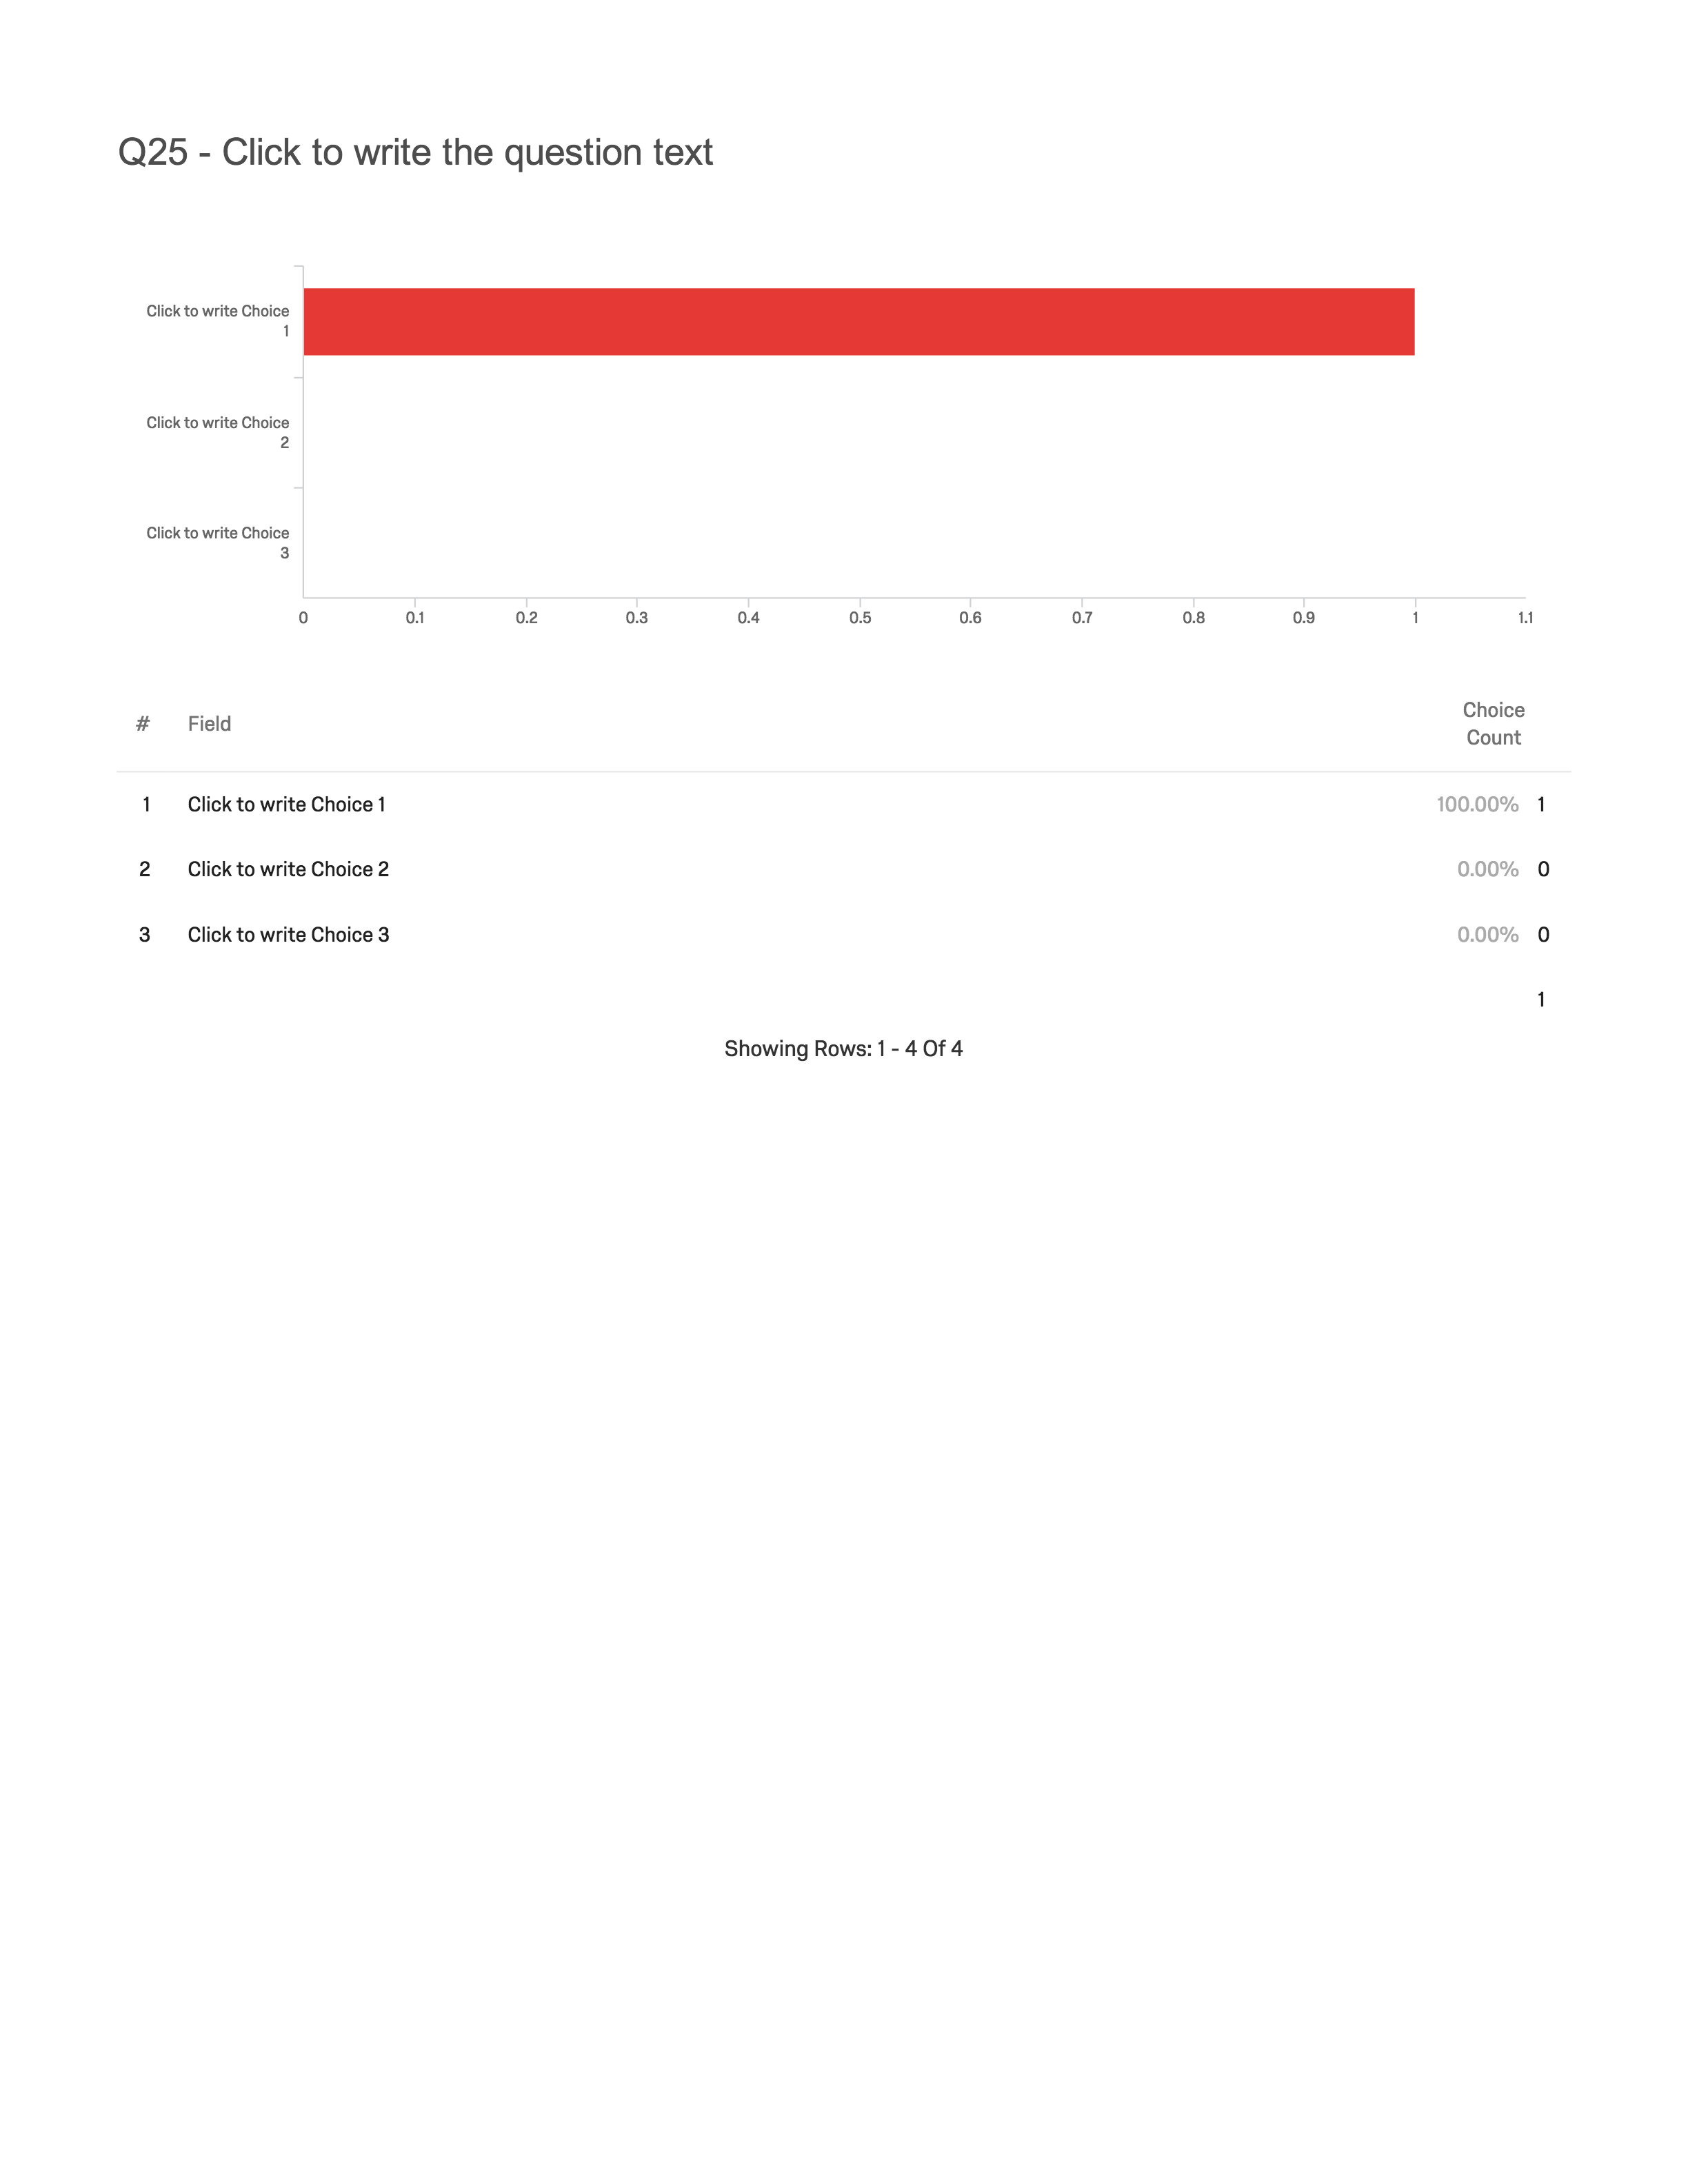 Q25 - Click to write the question text
Click to write Choice
1
Click to write Choice
2
Click to write Choice
3
0 0.1 0.2 0.3 0.4 0.5 0.6 0.7 0.8 0.9 1 1.1
# Field Choice
Count
1 Click to write Choice 1 100.00% 1
2 Click to write Choice 2 0.00% 0
3 Click to write Choice 3 0.00% 0
1
Showing Rows: 1 - 4 Of 4